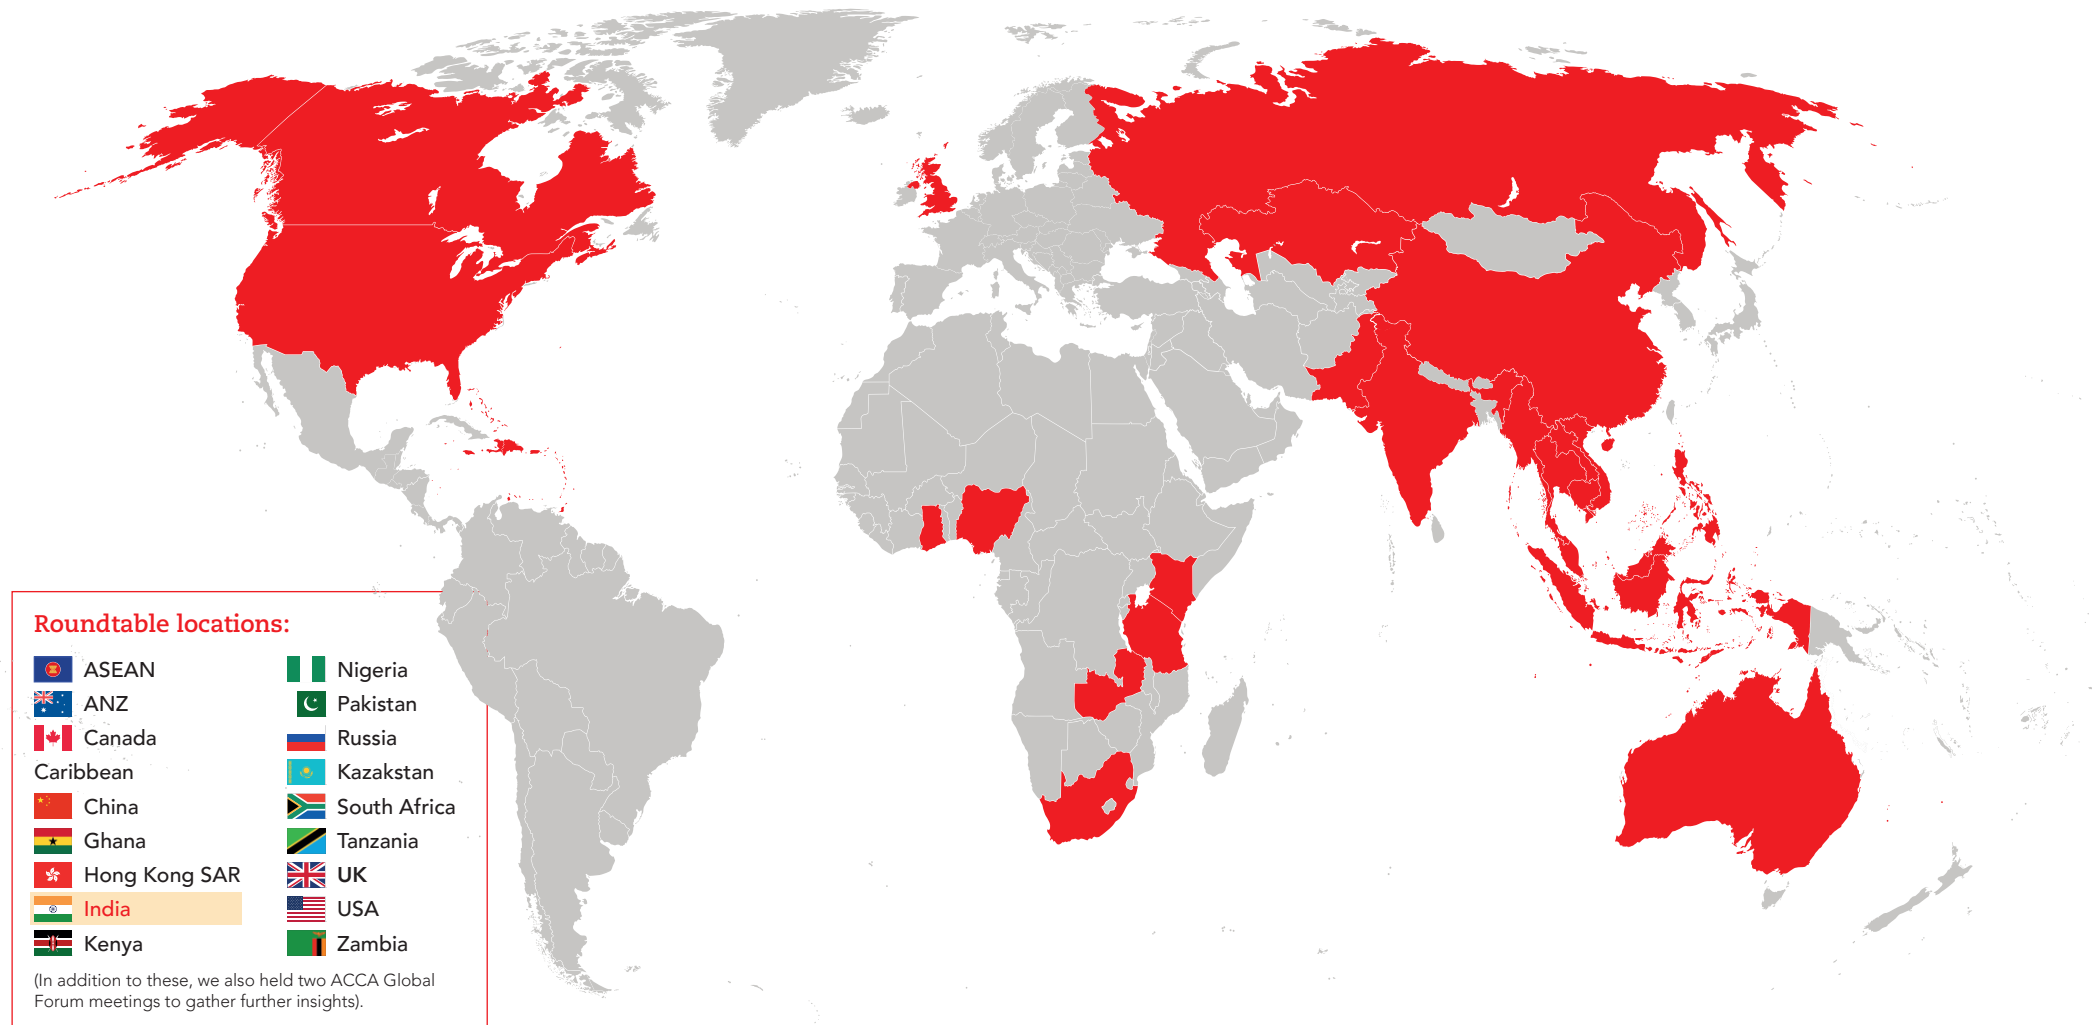 Roundtable locations:
ASEAN
ANZ
Canada
Caribbean
China
Ghana
Hong Kong SAR
India
Kenya
Nigeria
Pakistan
Russia
Kazakstan
South Africa
Tanzania
UK
USA
Zambia
(In addition to these, we also held two ACCA Global
Forum meetings to gather further insights).